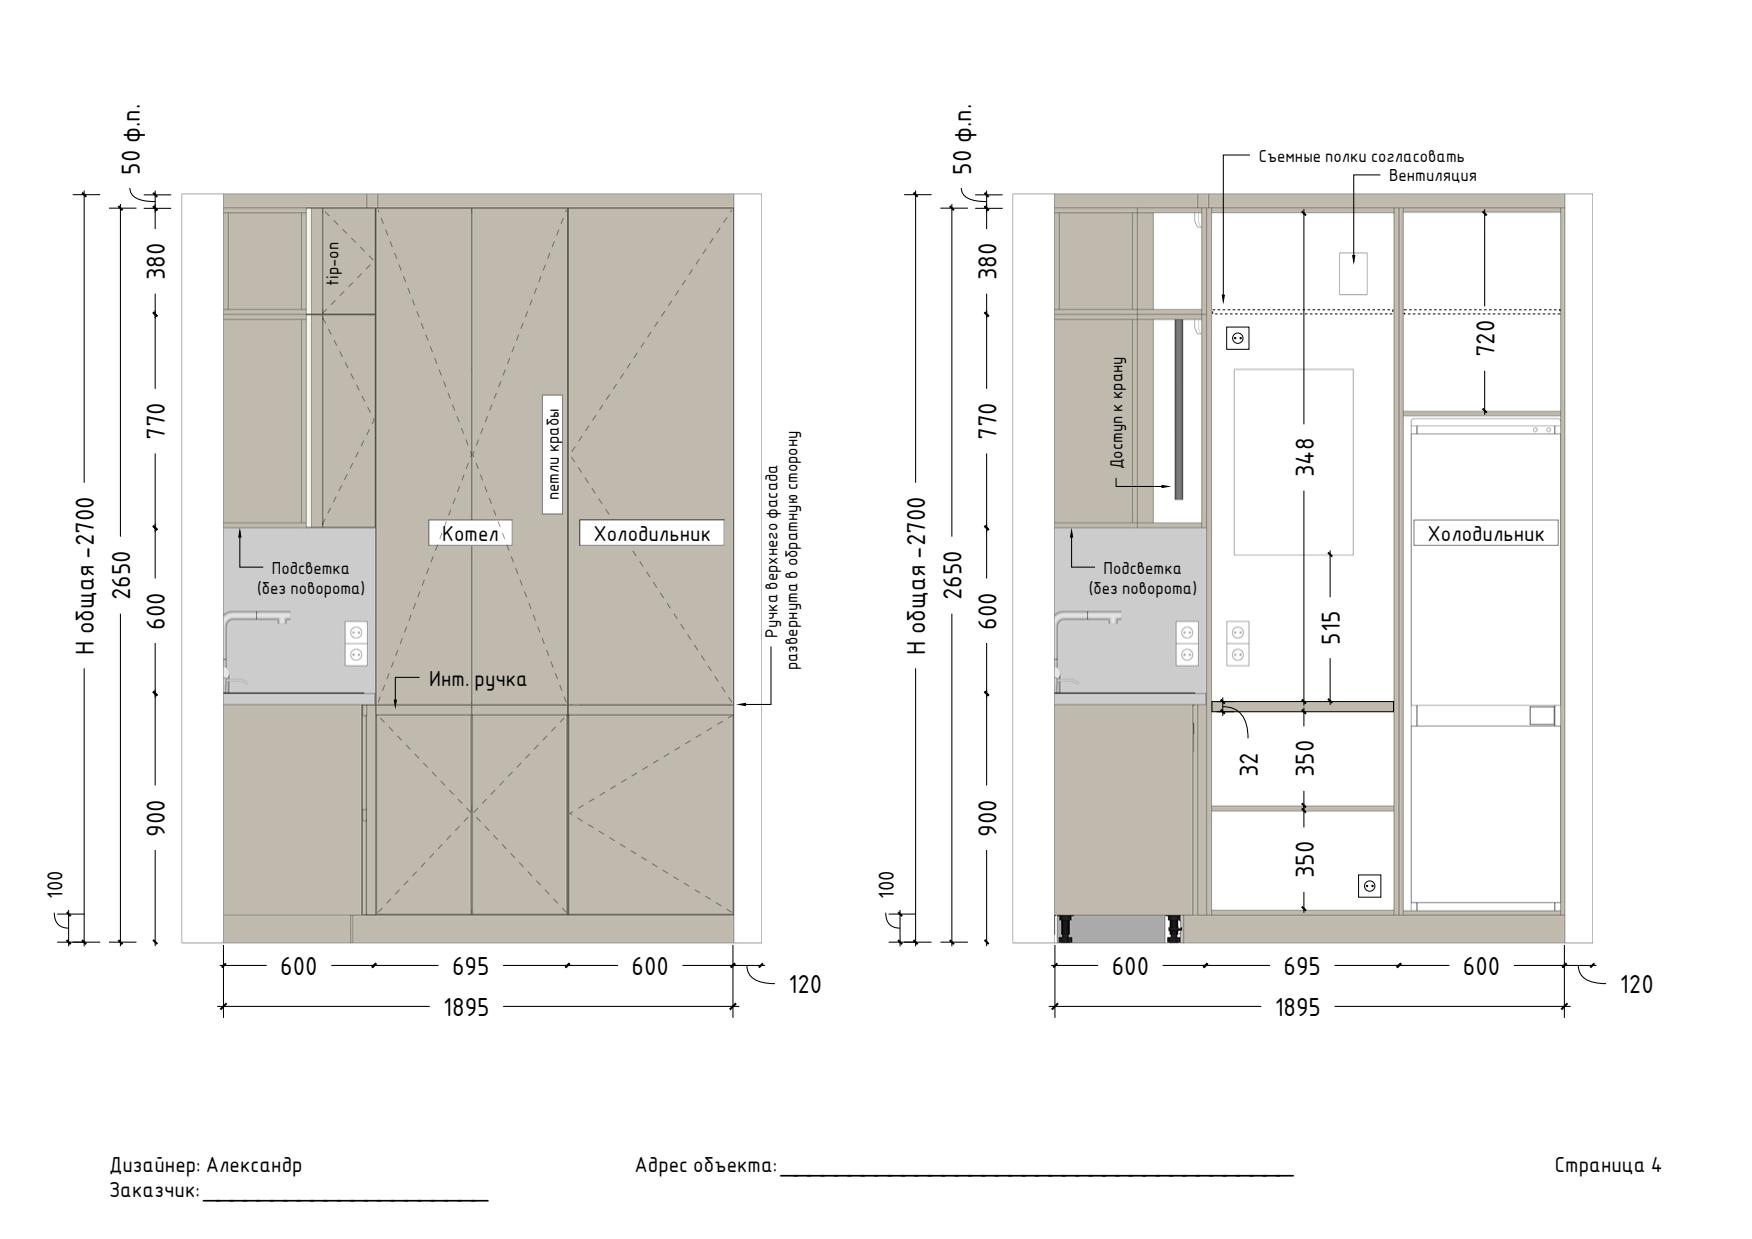 50 ф.п.
380
770
600
900
100
Н общая -2700
2650
tip-on
петли крабы
Котел
Холодильник
Подсветка
(без поворота)
Инт. ручка
Ручка верхнего фасада
развернута в обратную сторону
600
695
600
120
1895
50 ф.п.
380
770
600
900
100
Н общая -2700
2650
Съемные полки согласовать
Вентиляция
Доступ к крану
720
348
515
Холодильник
Подсветка
(без поворота)
32
350
350
600
695
600
120
1895
Дизайнер: Александр
Заказчик:
Адрес объекта:
Страница 4